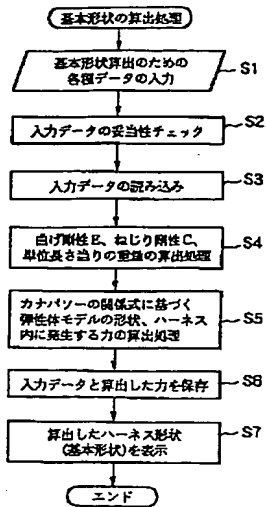 基本形状の算出処理
基本形状算出のための
各種データの入力
S1
入力データの妥当性チェック
S2
入力データの読み込み
S3
曲げ剛性E、ねじり剛性C、
単位長さ当りの重量の算出処理
S4
カナパソーの関係式に基づく
弾性体モデルの形状、ハーネス
内に発生する力の算出処理
S5
入力データと算出した力を保存
S6
算出したハーネス形状
(基本形状)を表示
S7
エンド